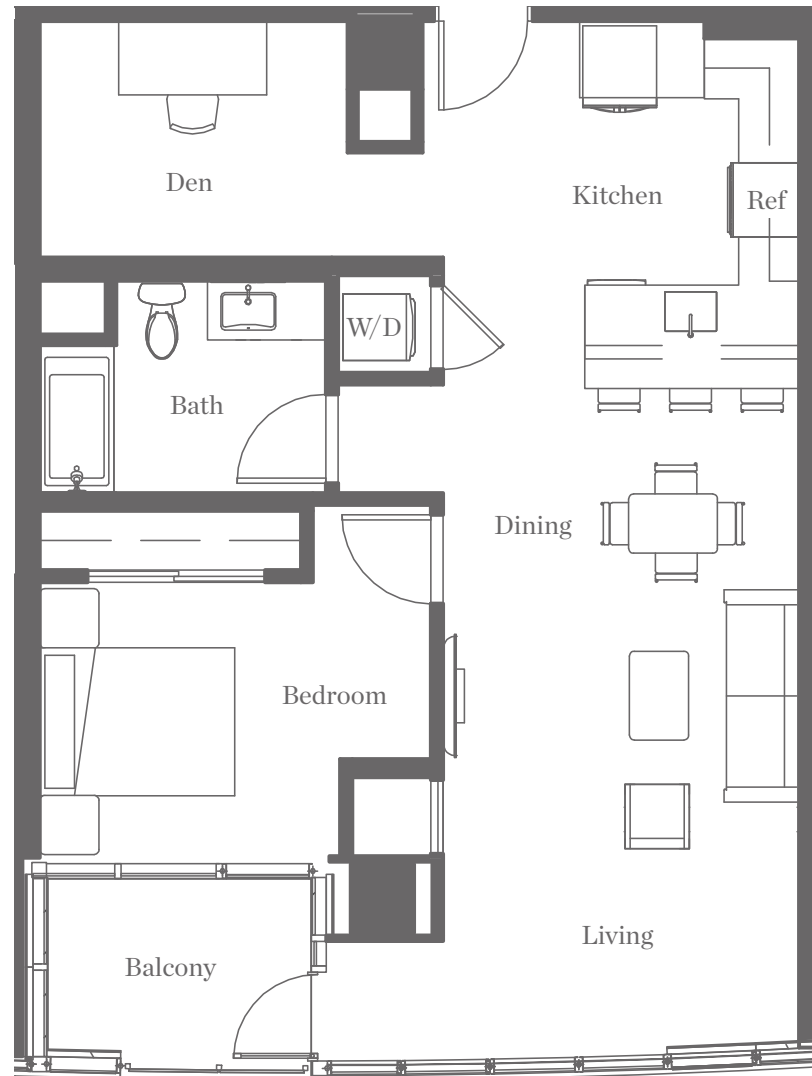 Den
Kitchen
Ref
W/D
Bath
Dining
Bedroom
Living
Balcony